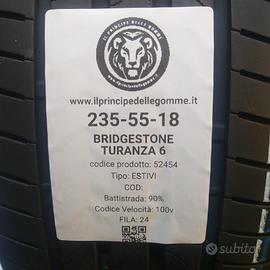 IL PRINCIPE DELLE GOMME
www.ilprincipedellegomme.it
235-55-18
BRIDGESTONE
TURANZA 6
codice prodotto: 52454
Tipo: ESTIVI
COD:
Battistrada: 90%
Codice Velocità: 100v
FILA: 24
subito